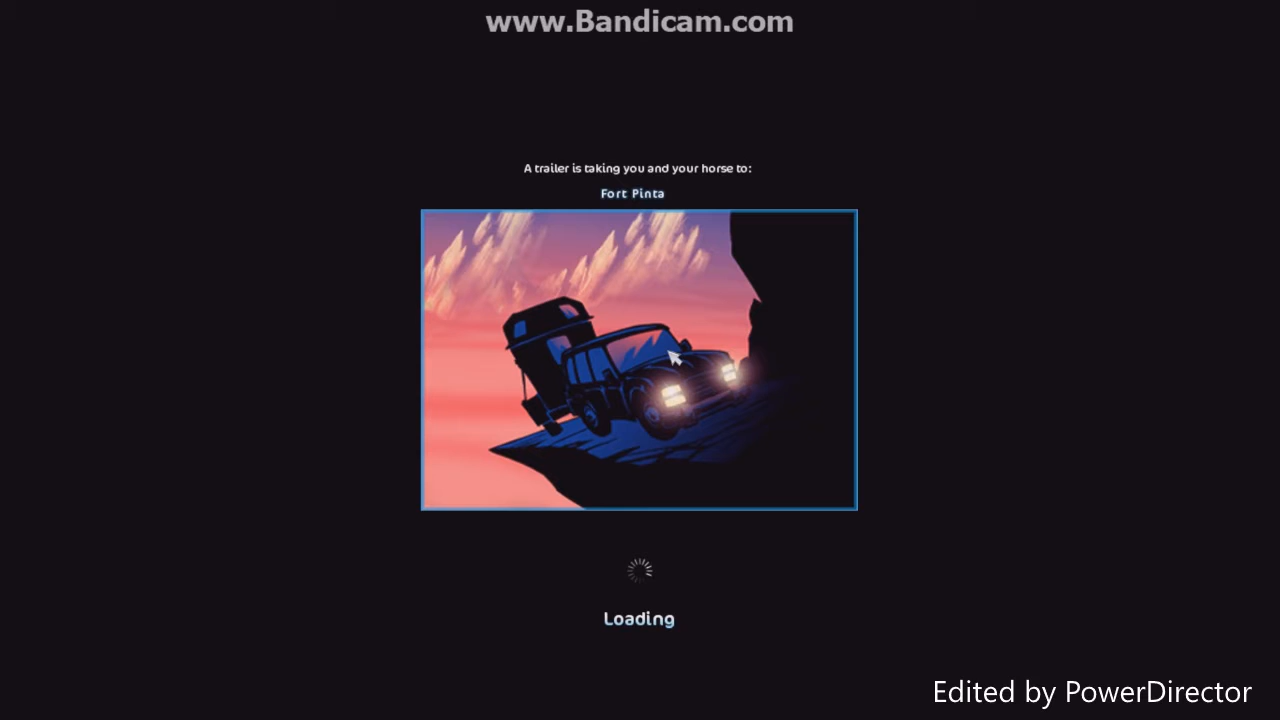 www.Bandicam.com
A trailer is taking you and your horse to:
Fort Pinta
Loading
Edited by PowerDirector